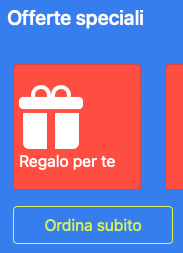 Offerte speciali
Regalo per te
Ordina subito